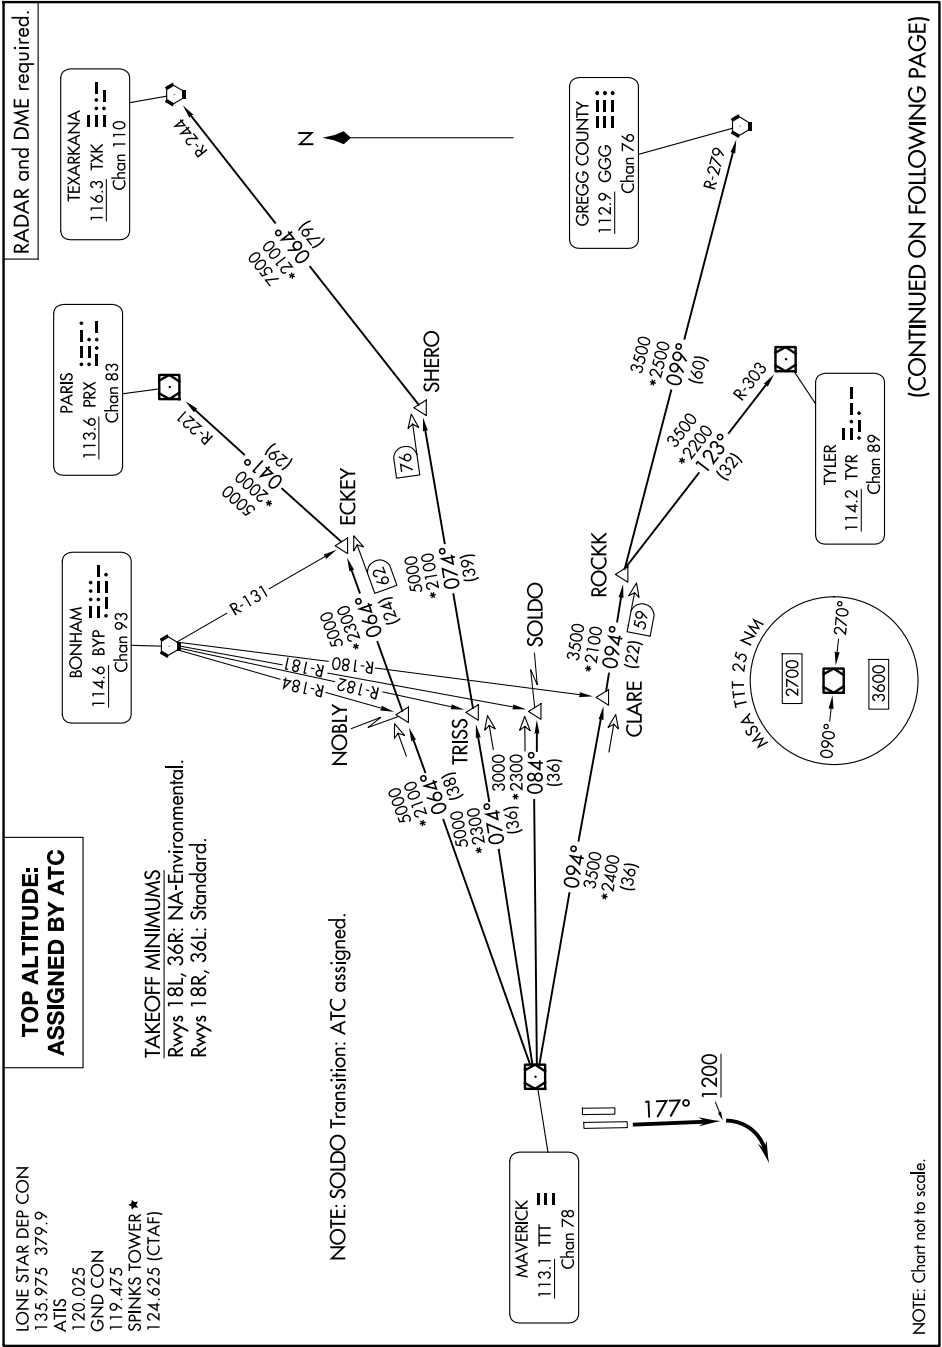 LONE STAR DEP CON
135.975 379.9
ATIS
120.025
GND CON
119.475
SPINKS TOWER★
124.625 (CTAF)
TOP ALTITUDE:
ASSIGNED BY ATC
RADAR and DME required.
TAKEOFF MINIMUMS
Rwys 18L, 36R: NA-Environmental.
Rwys 18R, 36L: Standard.
NOTE: SOLDO Transition: ATC assigned.
BONHAM
114.6 BYP
Chan 93
PARIS
113.6 PRX
Chan 83
TEXARKANA
116.3 TXK
Chan 110
R-131
R-184
R-181
R-182
R-180
R-221
R-244
N
5000
*2000
041°
(29)
7500
*2100
064°
(79)
ECKEY
62
SHERO
76
NOBLY
5000
*2300
064°
(24)
5000
*2100
064°
(38)
TRISS
5000
*2100
074°
(39)
5000
*2300
074°
(36)
SOLDO
3000
*2300
084°
(36)
CLARE
094°
3500
*2400
(36)
ROCKK
3500
*2100
094°
(22)
59
3500
*2500
099°
(60)
R-279
3500
*2200
123°
(32)
R-303
GREGG COUNTY
112.9 GGG
Chan 76
TYLER
114.2 TYR
Chan 89
MAVERICK
113.1 TTT
Chan 78
177°
1200
MSA TTT 25 NM
2700
090°
270°
3600
NOTE: Chart not to scale.
(CONTINUED ON FOLLOWING PAGE)